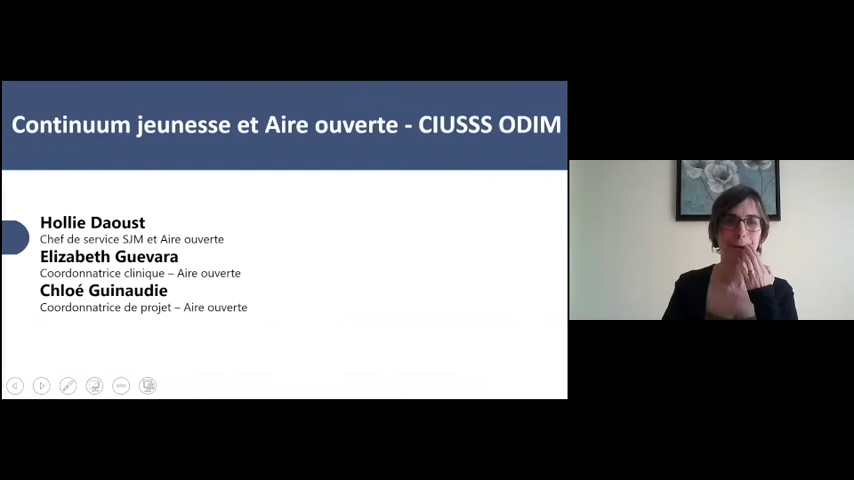 Continuum jeunesse et Aire ouverte - CIUSSS ODIM
Hollie Daoust
Chef de service SJM et Aire ouverte
Elizabeth Guevara
Coordonnatrice clinique – Aire ouverte
Chloé Guinaudie
Coordonnatrice de projet – Aire ouverte